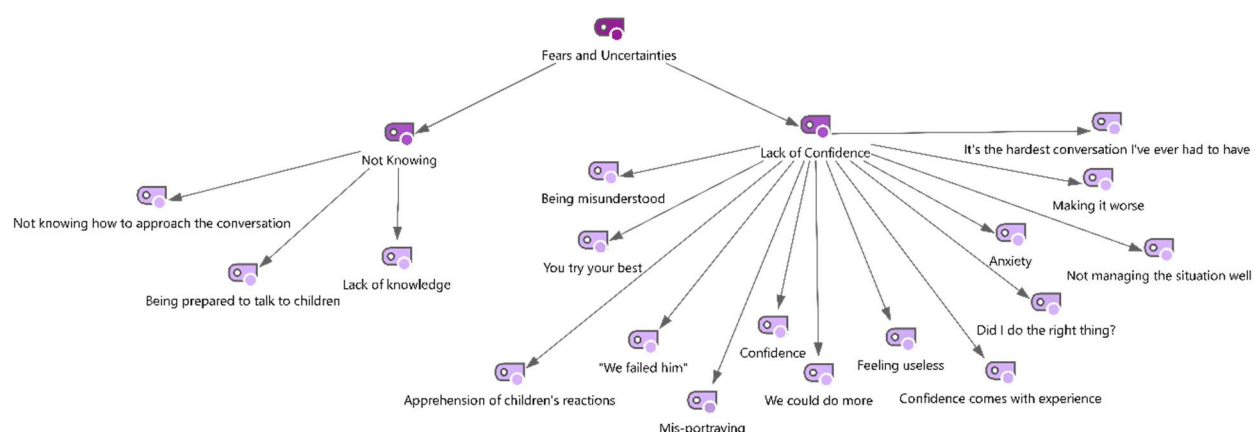 Fears and Uncertainties
Not Knowing
Lack of Confidence
It's the hardest conversation I've ever had to have
Being misunderstood
Making it worse
Not knowing how to approach the conversation
You try your best
Anxiety
Not managing the situation well
Being prepared to talk to children
Lack of knowledge
Did I do the right thing?
"We failed him"
Confidence
Feeling useless
Apprehension of children's reactions
We could do more
Confidence comes with experience
Mis-portraying